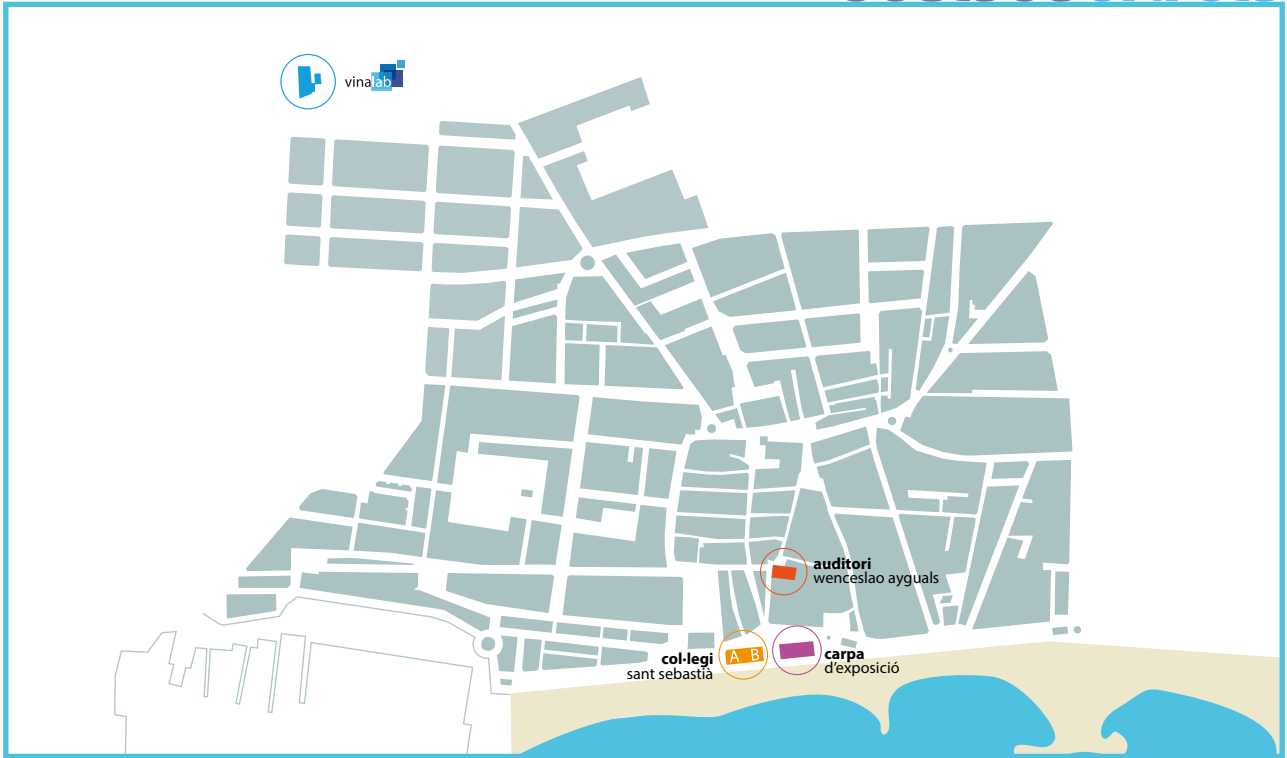 vinalab
auditori
wenceslao ayguals
col·legi
sant sebastià
A B
carpa
d'exposició